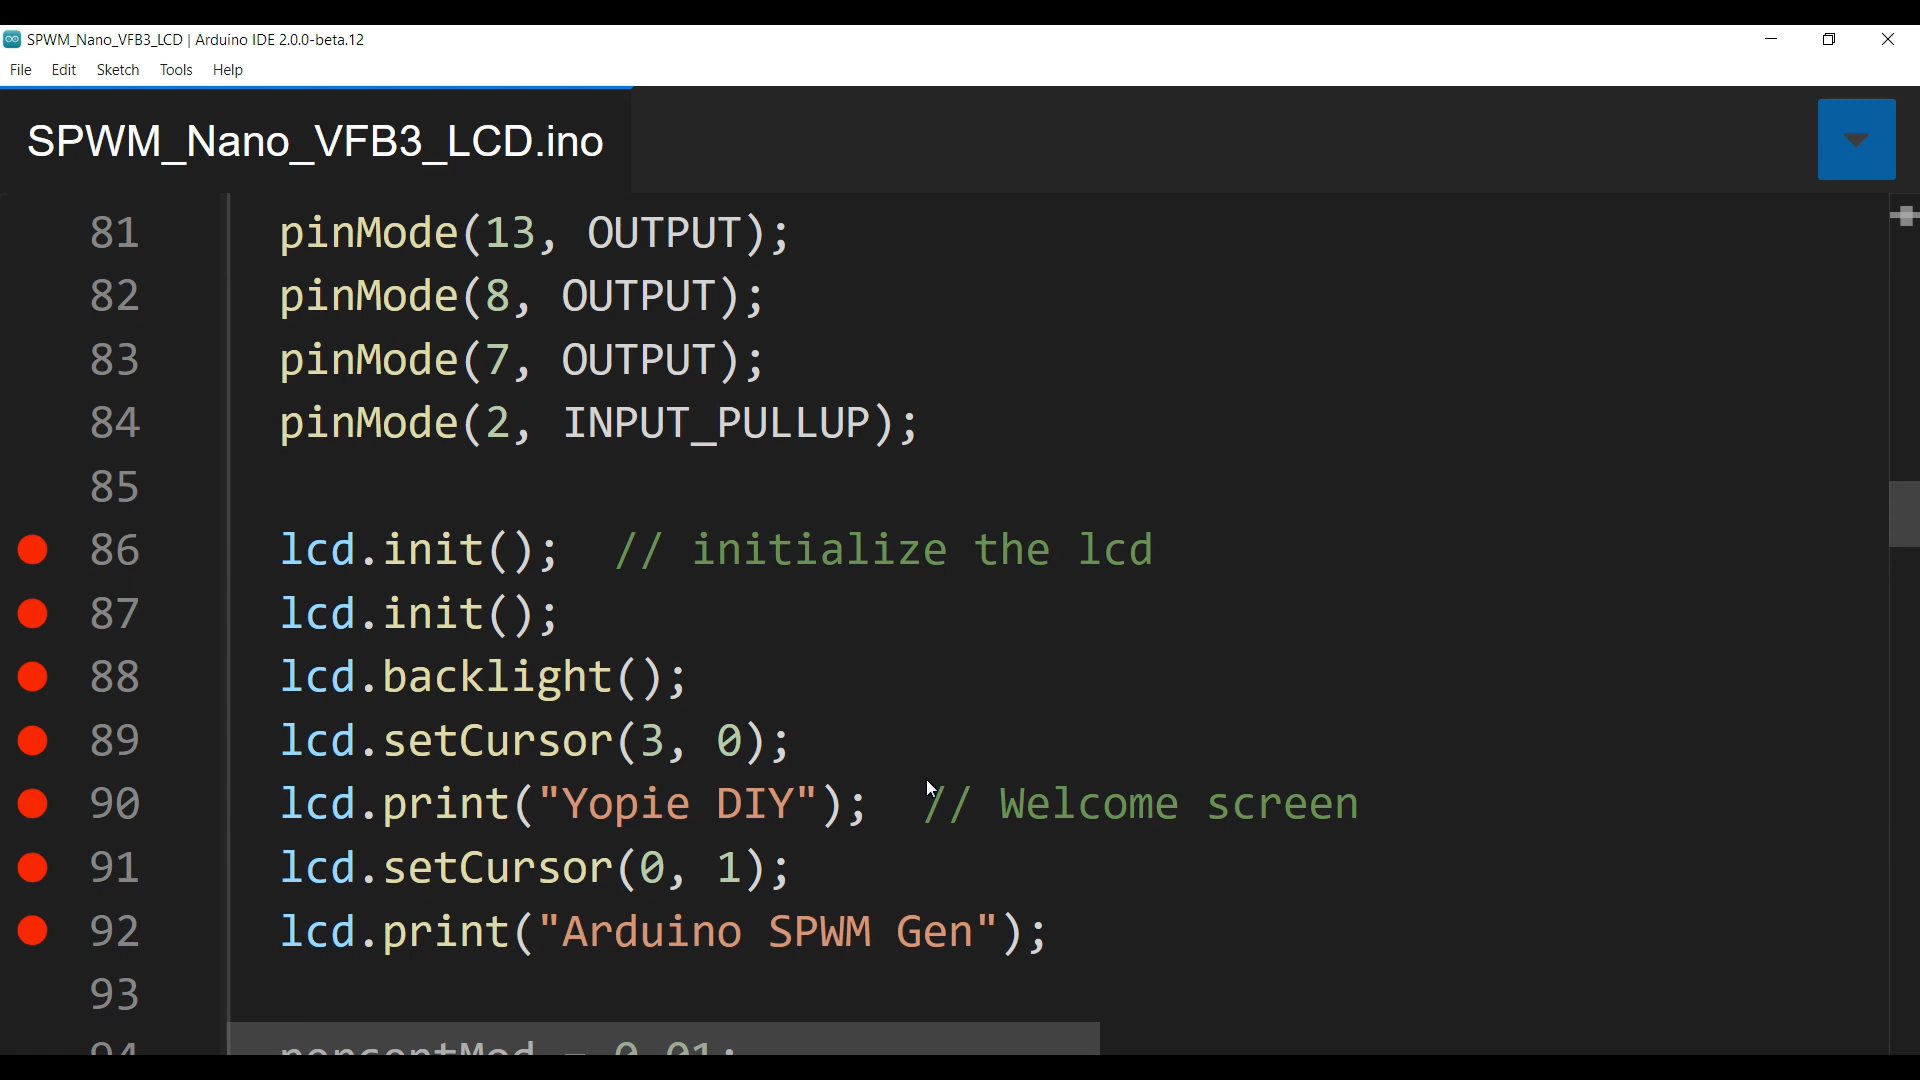 SPWM_Nano_VFB3_LCD | Arduino IDE 2.0.0-beta.12
File Edit Sketch Tools Help
SPWM_Nano_VFB3_LCD.ino
81 pinMode(13, OUTPUT);
82 pinMode(8, OUTPUT);
83 pinMode(7, OUTPUT);
84 pinMode(2, INPUT_PULLUP);
85
86 lcd.init(); // initialize the lcd
87 lcd.init();
88 lcd.backlight();
89 lcd.setCursor(3, 0);
90 lcd.print("Yopie DIY"); // Welcome screen
91 lcd.setCursor(0, 1);
92 lcd.print("Arduino SPWM Gen");
93
94 percentMod = 0.01;